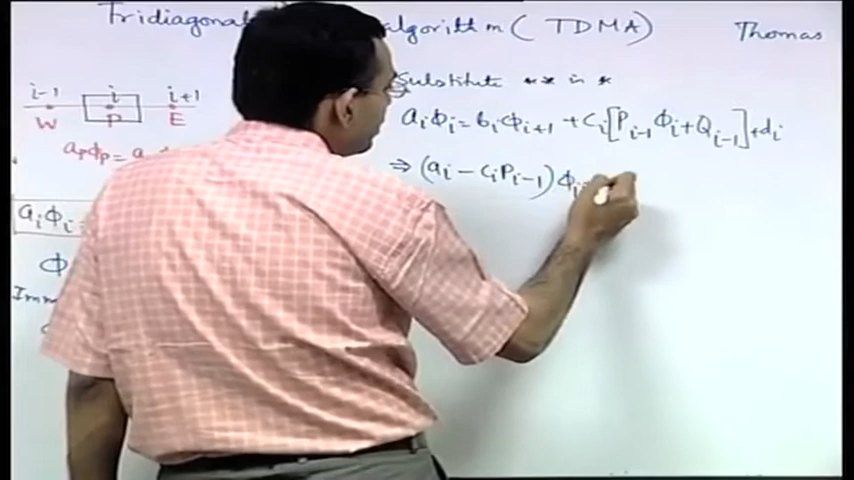 Tridiagonal algorithm (TDMA) Thomas
Substitute ** in *
i-1 i i+1
W P E
aᵢϕᵢ = bᵢϕᵢ₊₁ + cᵢ[Pᵢ₋₁ϕᵢ + Qᵢ₋₁] + dᵢ
aₚϕₚ =
⇒ (aᵢ - cᵢPᵢ₋₁)ϕᵢ
aᵢϕᵢ =
ϕ